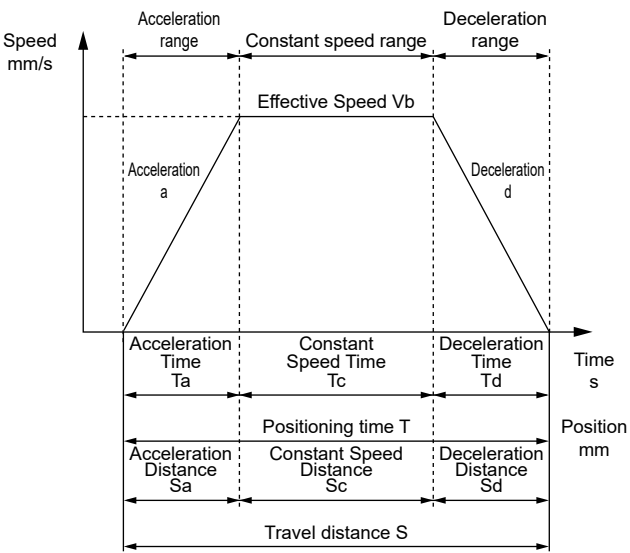 Speed
mm/s
Acceleration
range
Constant speed range
Deceleration
range
Effective Speed Vb
Acceleration
a
Deceleration
d
Acceleration
Time
Ta
Constant
Speed Time
Tc
Deceleration
Time
Td
Time
s
Positioning time T
Position
mm
Acceleration
Distance
Sa
Constant Speed
Distance
Sc
Deceleration
Distance
Sd
Travel distance S